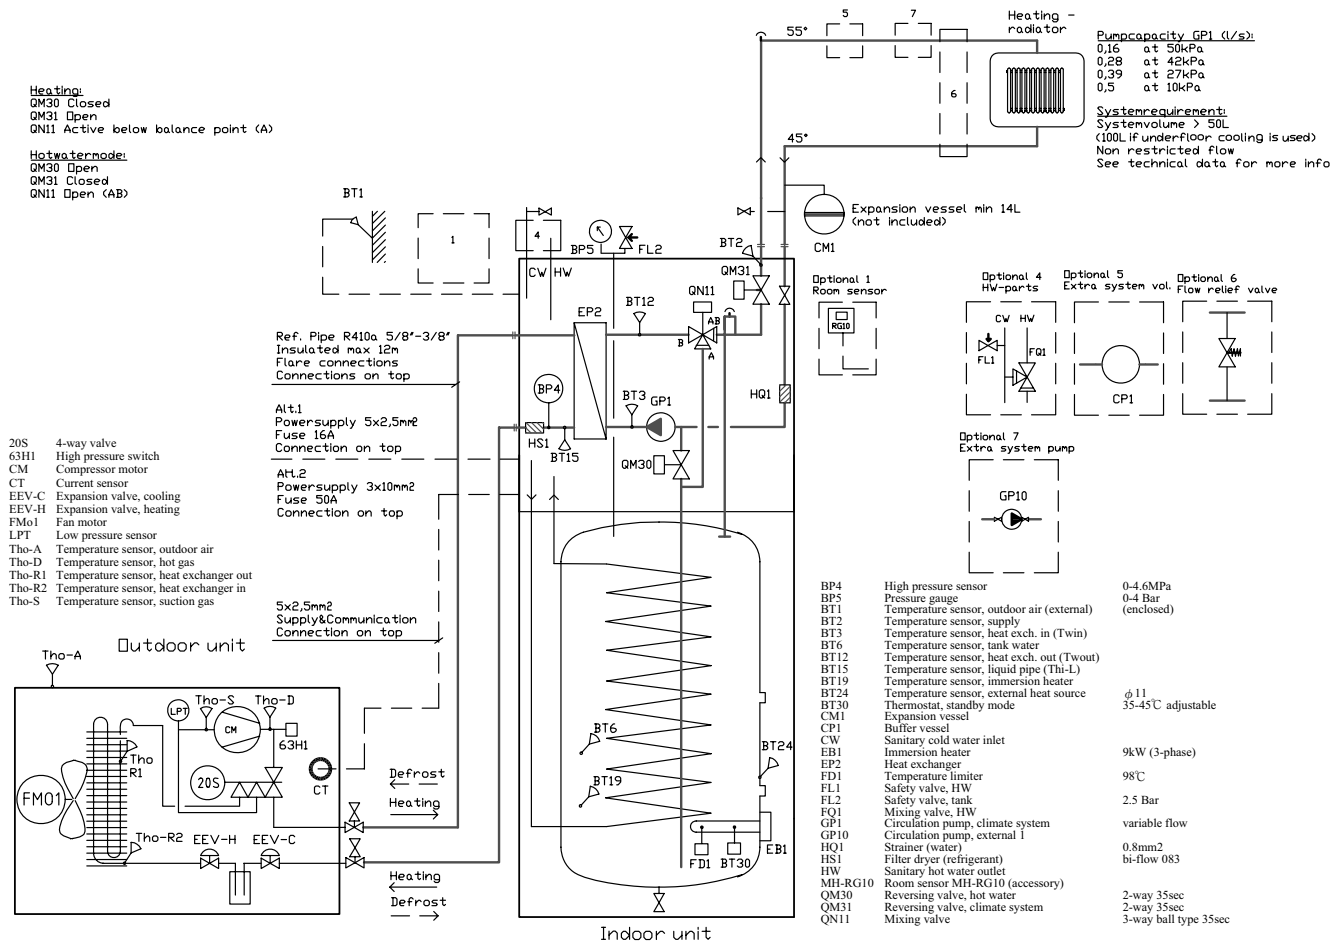 Heating:
QM30 Closed
QM31 Open
QN11 Active below balance point (A)
Hotwatermode:
QM30 Open
QM31 Closed
QN11 Open (AB)
BT1
1
4
BP5
FL2
CW HW
55°
45°
5
7
6
Heating -
radiator
Pumpcapacity GP1 (l/s):
0,16 at 50kPa
0,28 at 42kPa
0,39 at 27kPa
0,5 at 10kPa
Systemrequirement:
Systemvolume > 50L
(100L if underfloor cooling is used)
Non restricted flow
See technical data for more info
Expansion vessel min 14L
(not included)
CM1
BT2
QM31
QN11
AB
B
A
BT12
EP2
BP4
BT3
GP1
HQ1
HS1
BT15
QM30
Optional 1
Room sensor
RG10
Optional 4
HW-parts
CW HW
FL1
FQ1
Optional 5
Extra system vol.
CP1
Optional 6
Flow relief valve
Optional 7
Extra system pump
GP10
Ref. Pipe R410a 5/8"-3/8"
Insulated max 12m
Flare connections
Connections on top
Alt.1
Powersupply 5x2,5mm2
Fuse 16A
Connection on top
Alt.2
Powersupply 3x10mm2
Fuse 50A
Connection on top
5x2,5mm2
Supply&Communication
Connection on top
20S 4-way valve
63H1 High pressure switch
CM Compressor motor
CT Current sensor
EEV-C Expansion valve, cooling
EEV-H Expansion valve, heating
FMo1 Fan motor
LPT Low pressure sensor
Tho-A Temperature sensor, outdoor air
Tho-D Temperature sensor, hot gas
Tho-R1 Temperature sensor, heat exchanger out
Tho-R2 Temperature sensor, heat exchanger in
Tho-S Temperature sensor, suction gas
Outdoor unit
Tho-A
LPT
Tho-S
Tho-D
CM
63H1
Tho
R1
20S
CT
FM01
Tho-R2
EEV-H
EEV-C
Defrost
Heating
Heating
Defrost
BT6
BT19
BT24
FD1
BT30
EB1
Indoor unit
BP4 High pressure sensor 0-4.6MPa
BP5 Pressure gauge 0-4 Bar
BT1 Temperature sensor, outdoor air (external) (enclosed)
BT2 Temperature sensor, supply
BT3 Temperature sensor, heat exch. in (Twin)
BT6 Temperature sensor, tank water
BT12 Temperature sensor, heat exch. out (Twout)
BT15 Temperature sensor, liquid pipe (Thi-L)
BT19 Temperature sensor, immersion heater
BT24 Temperature sensor, external heat source ϕ 11
BT30 Thermostat, standby mode 35-45℃ adjustable
CM1 Expansion vessel
CP1 Buffer vessel
CW Sanitary cold water inlet
EB1 Immersion heater 9kW (3-phase)
EP2 Heat exchanger
FD1 Temperature limiter 98℃
FL1 Safety valve, HW
FL2 Safety valve, tank 2.5 Bar
FQ1 Mixing valve, HW
GP1 Circulation pump, climate system variable flow
GP10 Circulation pump, external 1
HQ1 Strainer (water) 0.8mm2
HS1 Filter dryer (refrigerant) bi-flow 083
HW Sanitary hot water outlet
MH-RG10 Room sensor MH-RG10 (accessory)
QM30 Reversing valve, hot water 2-way 35sec
QM31 Reversing valve, climate system 2-way 35sec
QN11 Mixing valve 3-way ball type 35sec